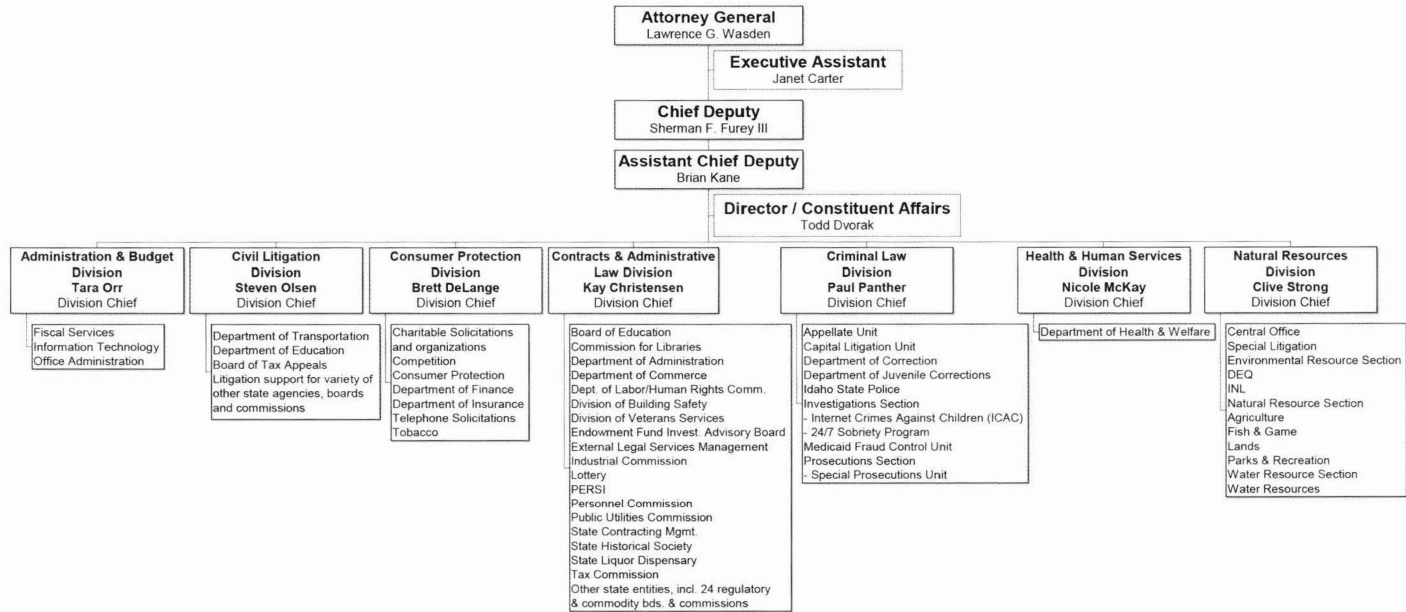 Attorney General
Lawrence G. Wasden
Executive Assistant
Janet Carter
Chief Deputy
Sherman F. Furey III
Assistant Chief Deputy
Brian Kane
Director / Constituent Affairs
Todd Dvorak
Administration & Budget
Division
Tara Orr
Division Chief
Fiscal Services
Information Technology
Office Administration
Civil Litigation
Division
Steven Olsen
Division Chief
Department of Transportation
Department of Education
Board of Tax Appeals
Litigation support for variety of
other state agencies, boards
and commissions
Consumer Protection
Division
Brett DeLange
Division Chief
Charitable Solicitations
and organizations
Competition
Consumer Protection
Department of Finance
Department of Insurance
Telephone Solicitations
Tobacco
Contracts & Administrative
Law Division
Kay Christensen
Division Chief
Board of Education
Commission for Libraries
Department of Administration
Department of Commerce
Dept. of Labor/Human Rights Comm.
Division of Building Safety
Division of Veterans Services
Endowment Fund Invest. Advisory Board
External Legal Services Management
Industrial Commission
Lottery
PERSI
Personnel Commission
Public Utilities Commission
State Contracting Mgmt.
State Historical Society
State Liquor Dispensary
Tax Commission
Other state entities, incl. 24 regulatory
& commodity bds. & commissions
Criminal Law
Division
Paul Panther
Division Chief
Appellate Unit
Capital Litigation Unit
Department of Correction
Department of Juvenile Corrections
Idaho State Police
Investigations Section
- Internet Crimes Against Children (ICAC)
- 24/7 Sobriety Program
Medicaid Fraud Control Unit
Prosecutions Section
- Special Prosecutions Unit
Health & Human Services
Division
Nicole McKay
Division Chief
Department of Health & Welfare
Natural Resources
Division
Clive Strong
Division Chief
Central Office
Special Litigation
Environmental Resource Section
DEQ
INL
Natural Resource Section
Agriculture
Fish & Game
Lands
Parks & Recreation
Water Resource Section
Water Resources